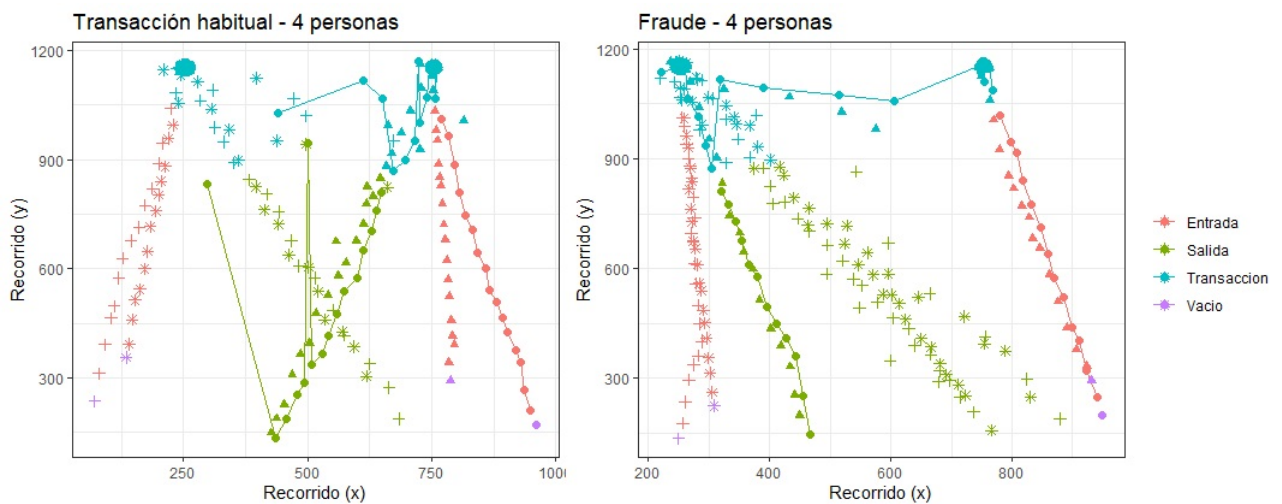 Transacción habitual - 4 personas
Recorrido (y)
1200
900
600
300
250
500
750
1000
Recorrido (x)
Fraude - 4 personas
Recorrido (y)
1200
900
600
300
200
400
600
800
Recorrido (x)
Entrada
Salida
Transaccion
Vacio